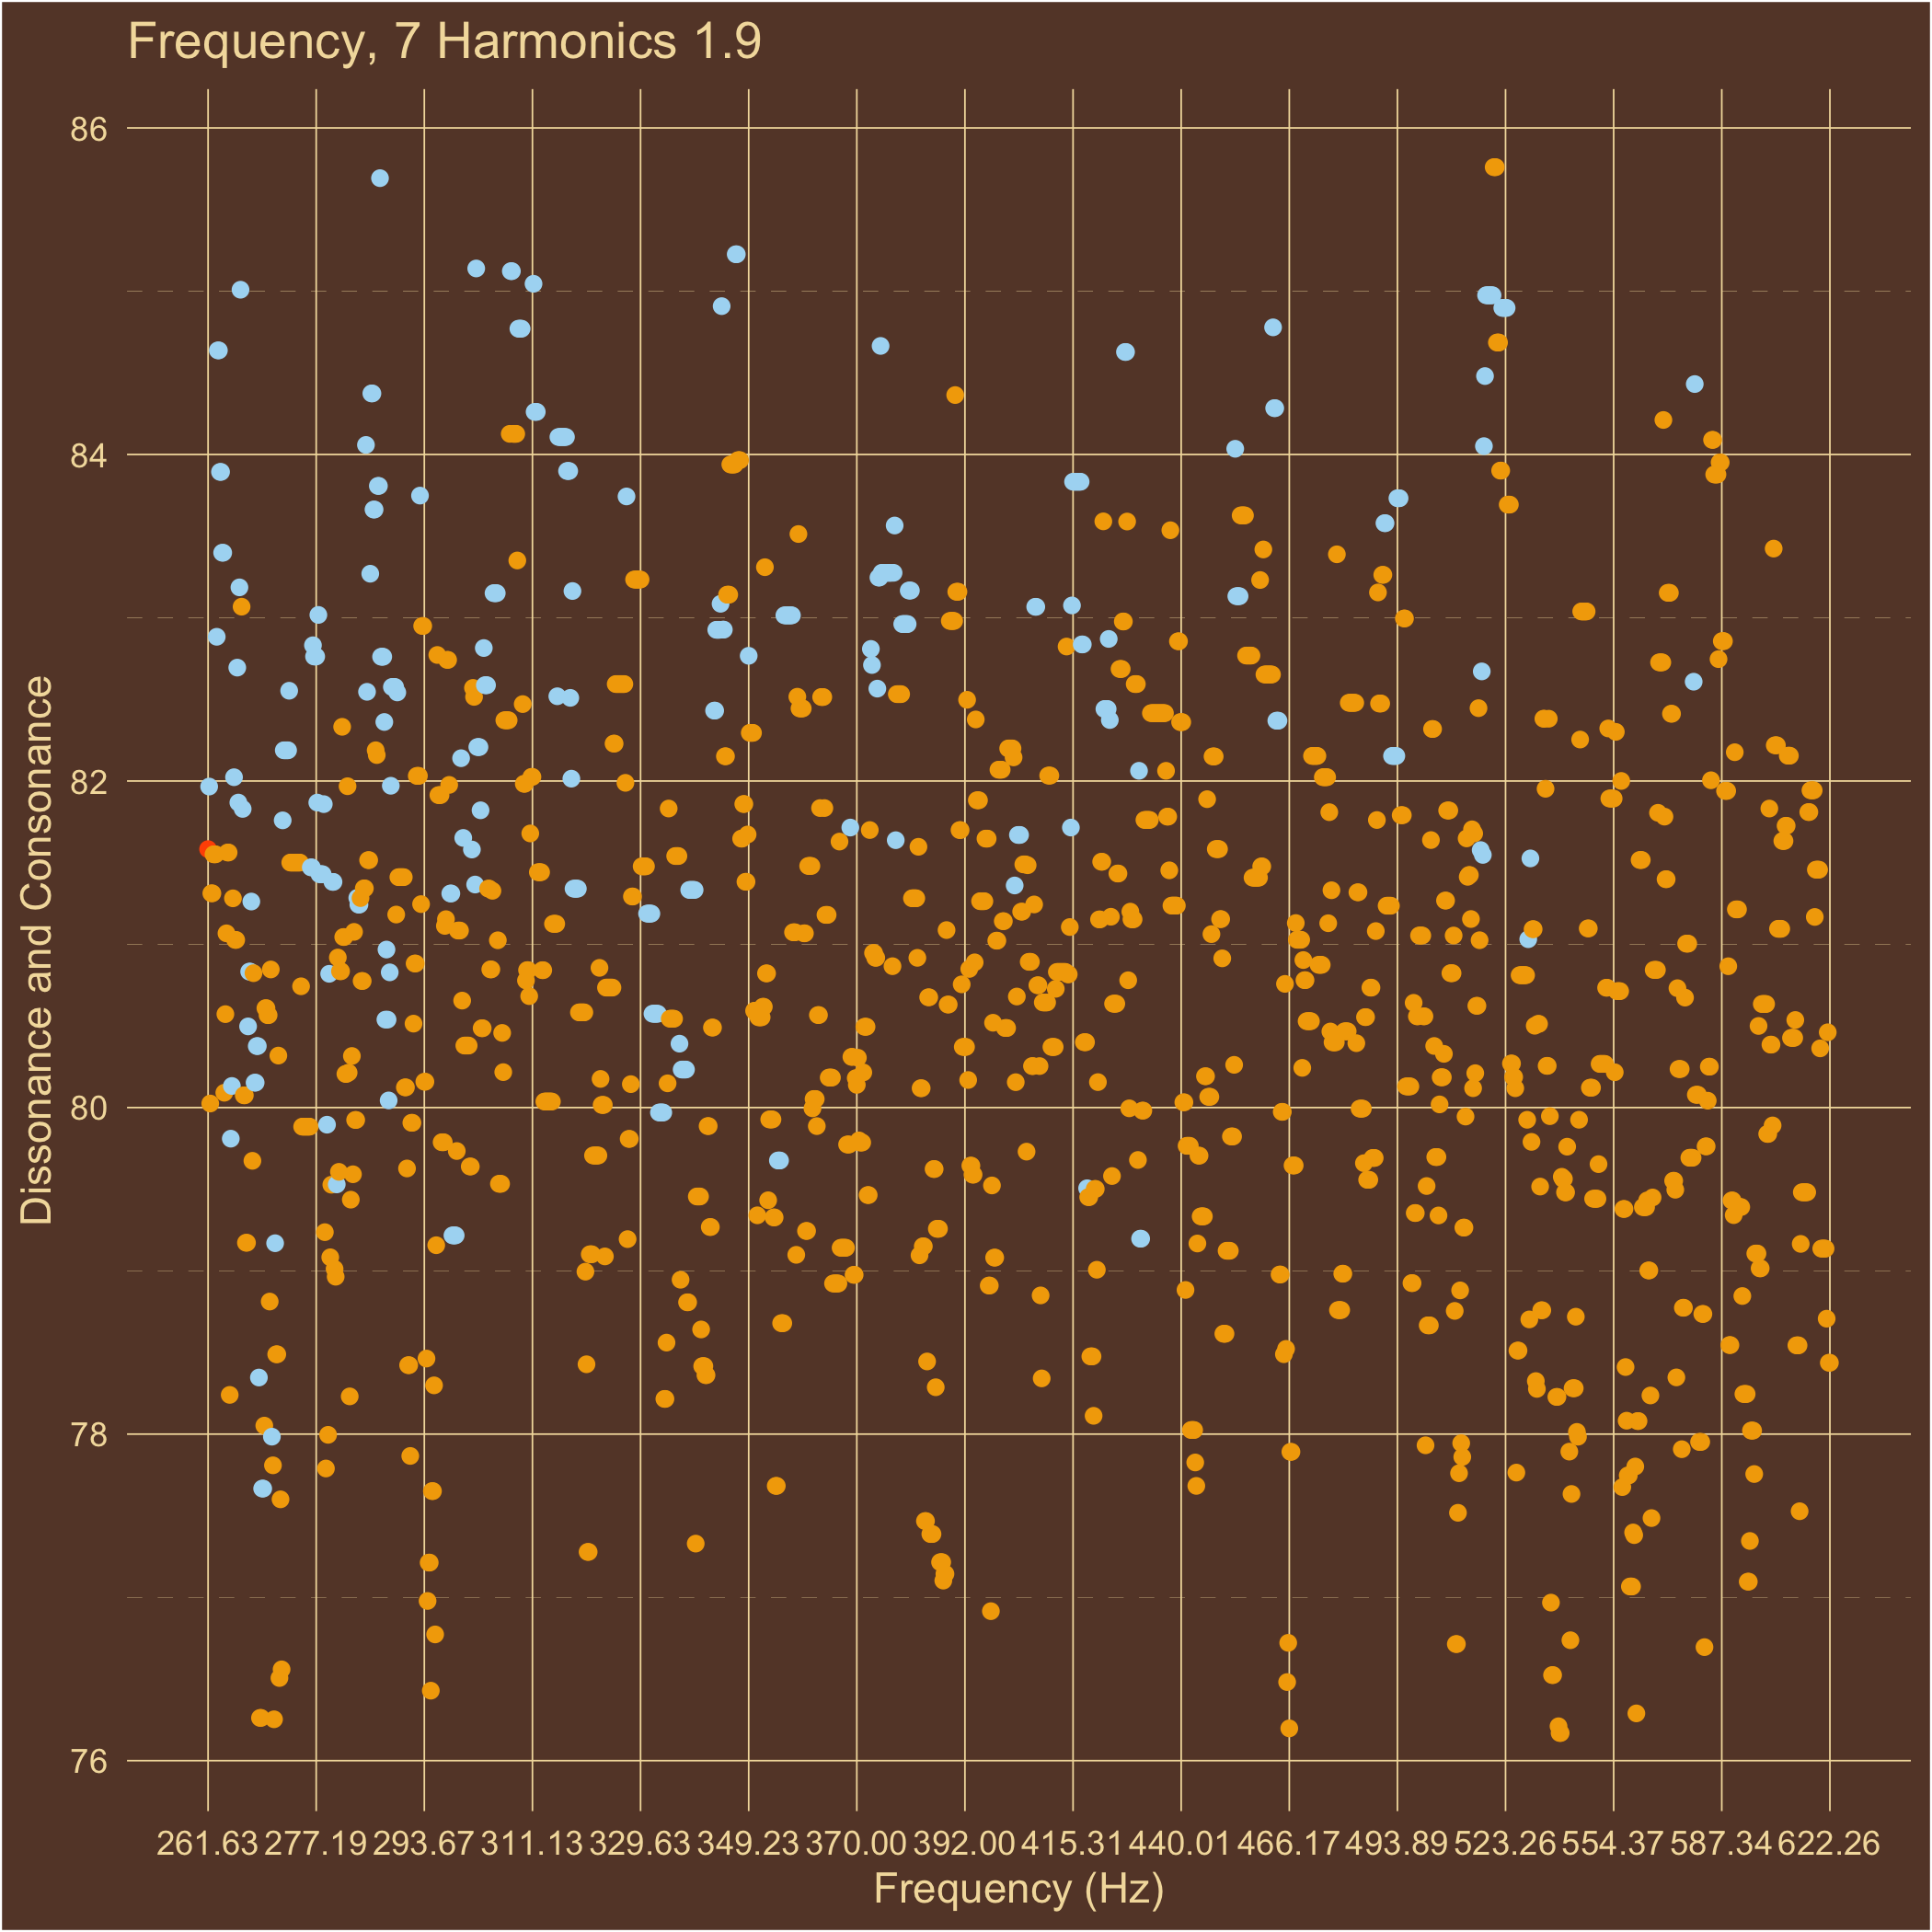 Frequency, 7 Harmonics 1.9
86
84
82
80
78
76
Dissonance and Consonance
261.63 277.19 293.67 311.13 329.63 349.23 370.00 392.00 415.31 440.01 466.17 493.89 523.26 554.37 587.34 622.26
Frequency (Hz)